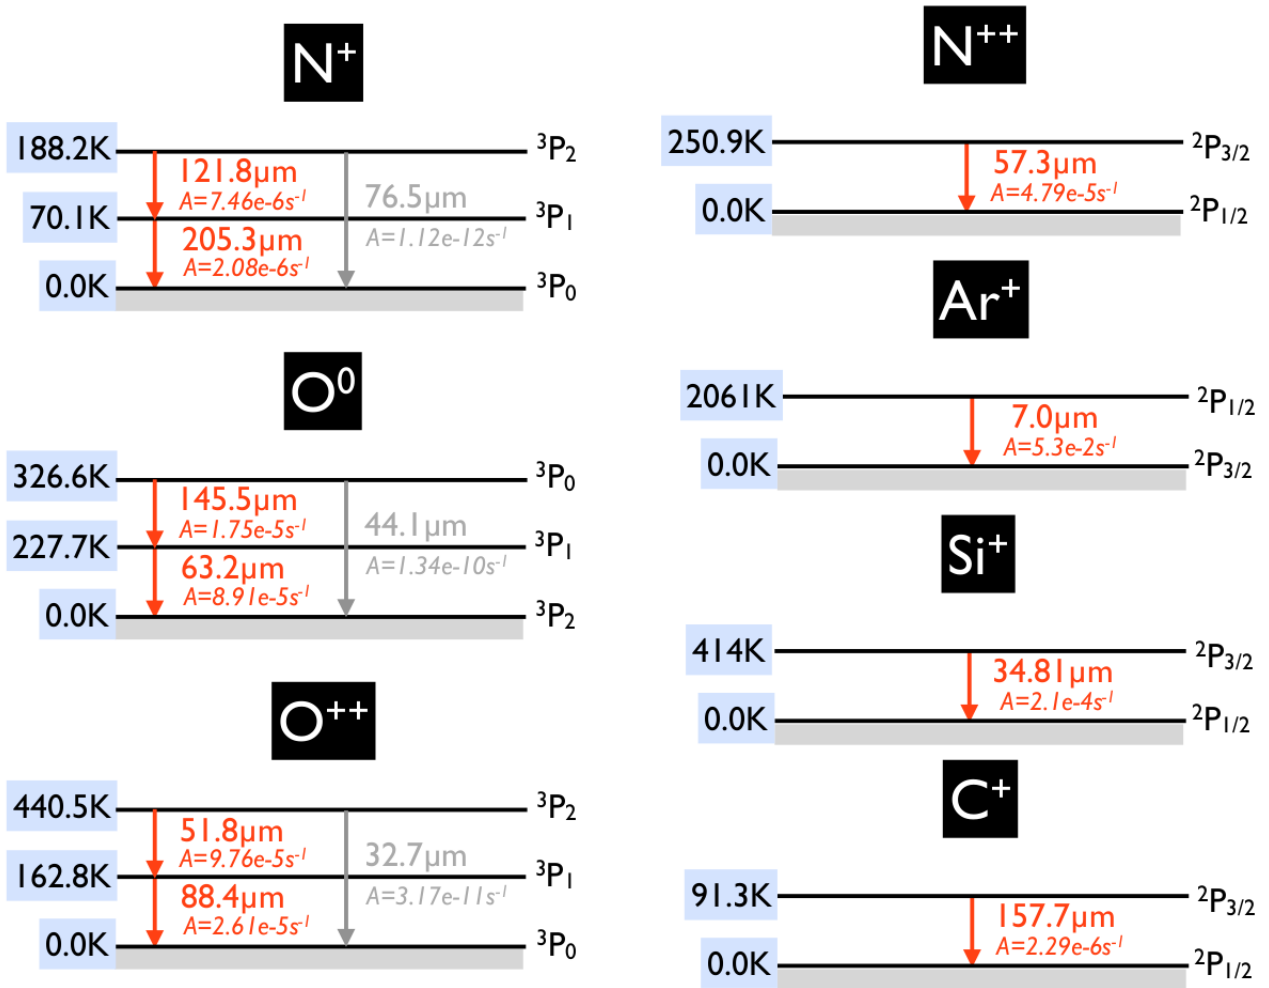 N⁺
188.2K
³P₂
121.8µm
A=7.46e-6s⁻¹
76.5µm
A=1.12e-12s⁻¹
70.1K
³P₁
205.3µm
A=2.08e-6s⁻¹
0.0K
³P₀
O⁰
326.6K
³P₀
145.5µm
A=1.75e-5s⁻¹
44.1µm
A=1.34e-10s⁻¹
227.7K
³P₁
63.2µm
A=8.91e-5s⁻¹
0.0K
³P₂
O⁺⁺
440.5K
³P₂
51.8µm
A=9.76e-5s⁻¹
32.7µm
A=3.17e-11s⁻¹
162.8K
³P₁
88.4µm
A=2.61e-5s⁻¹
0.0K
³P₀
N⁺⁺
250.9K
²P₃/₂
57.3µm
A=4.79e-5s⁻¹
0.0K
²P₁/₂
Ar⁺
2061K
²P₁/₂
7.0µm
A=5.3e-2s⁻¹
0.0K
²P₃/₂
Si⁺
414K
²P₃/₂
34.81µm
A=2.1e-4s⁻¹
0.0K
²P₁/₂
C⁺
91.3K
²P₃/₂
157.7µm
A=2.29e-6s⁻¹
0.0K
²P₁/₂